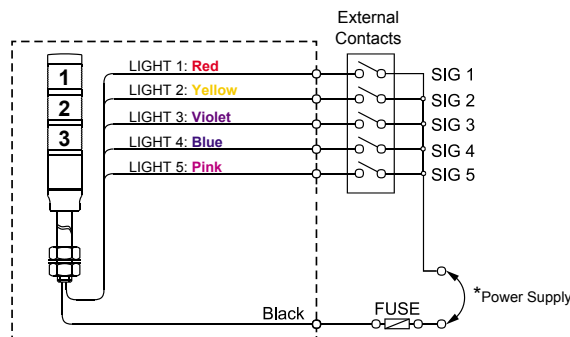 External
Contacts
1
2
3
LIGHT 1: Red
LIGHT 2: Yellow
LIGHT 3: Violet
LIGHT 4: Blue
LIGHT 5: Pink
SIG 1
SIG 2
SIG 3
SIG 4
SIG 5
Black
FUSE
*Power Supply